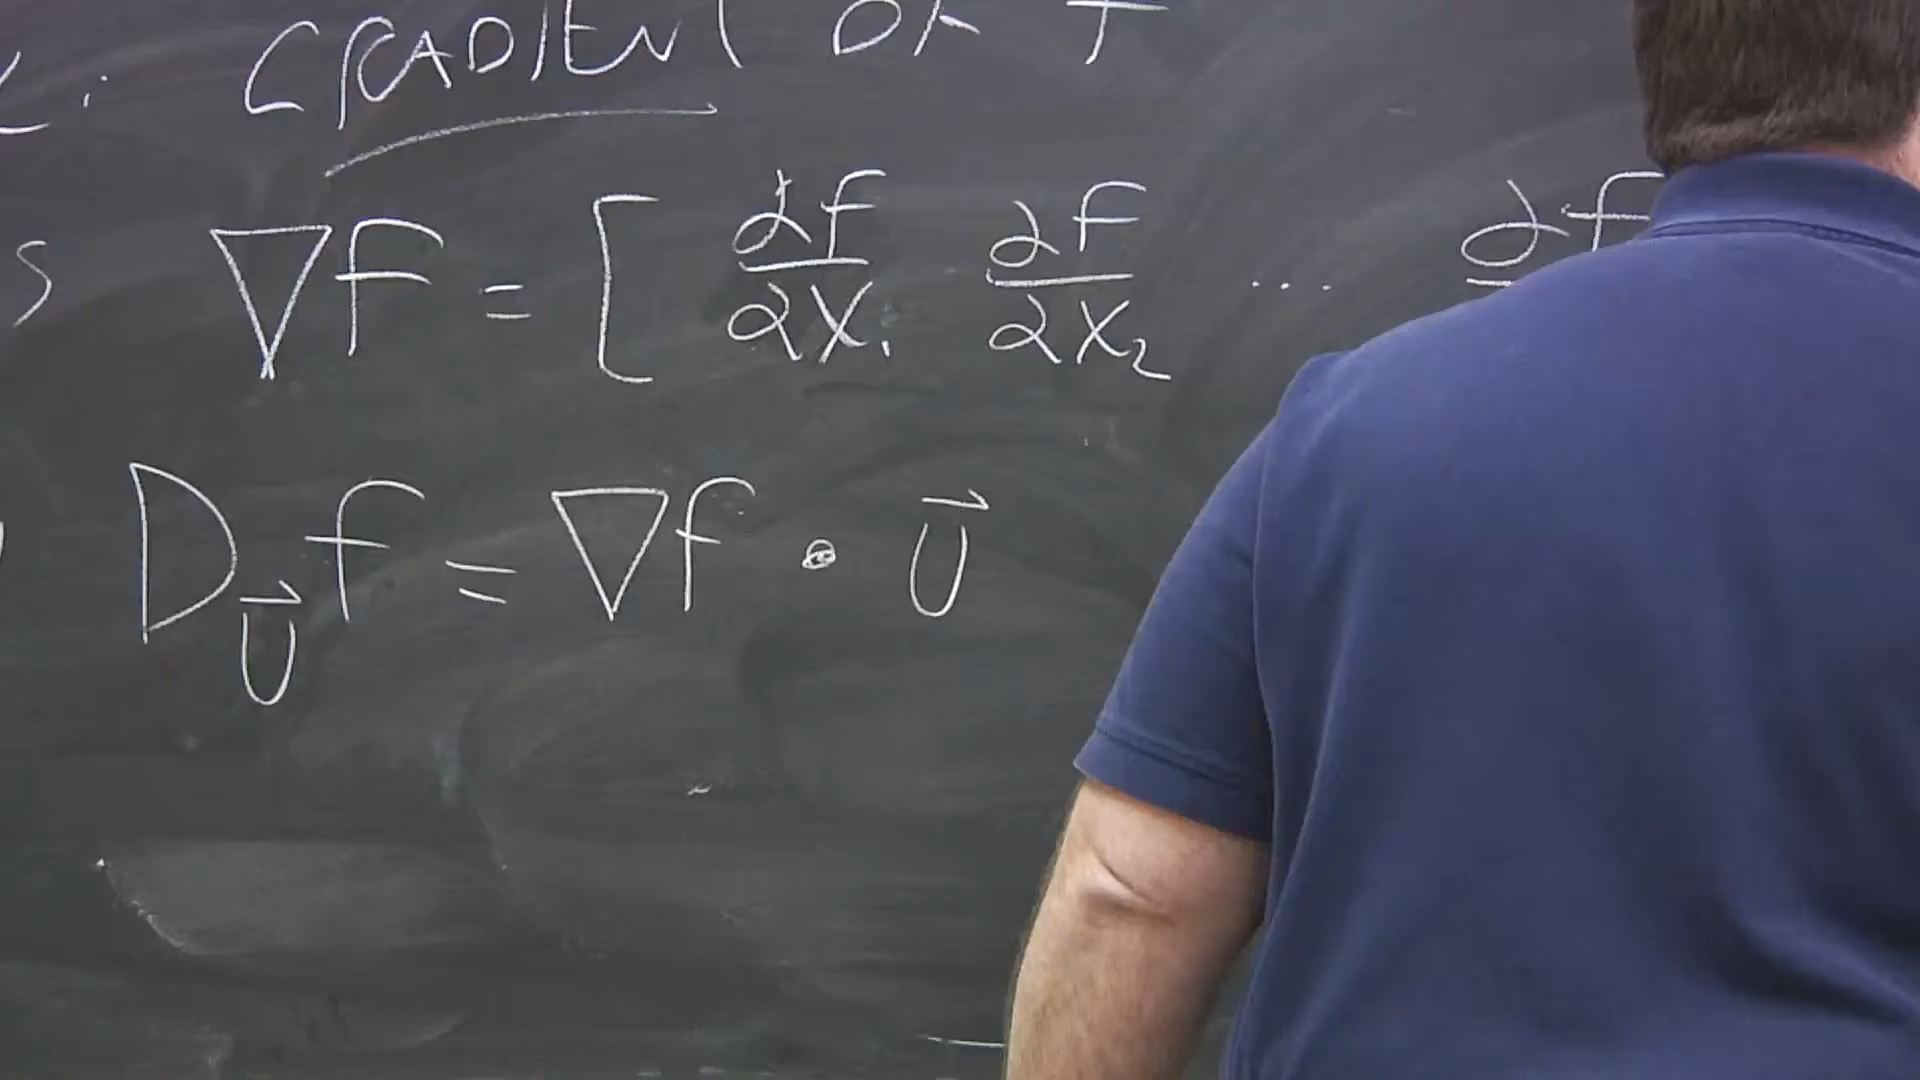 GRADIENT OF f
∇f = [ ∂f/∂x₁ ∂f/∂x₂ ... ∂f
D_u⃗ f = ∇f • u⃗